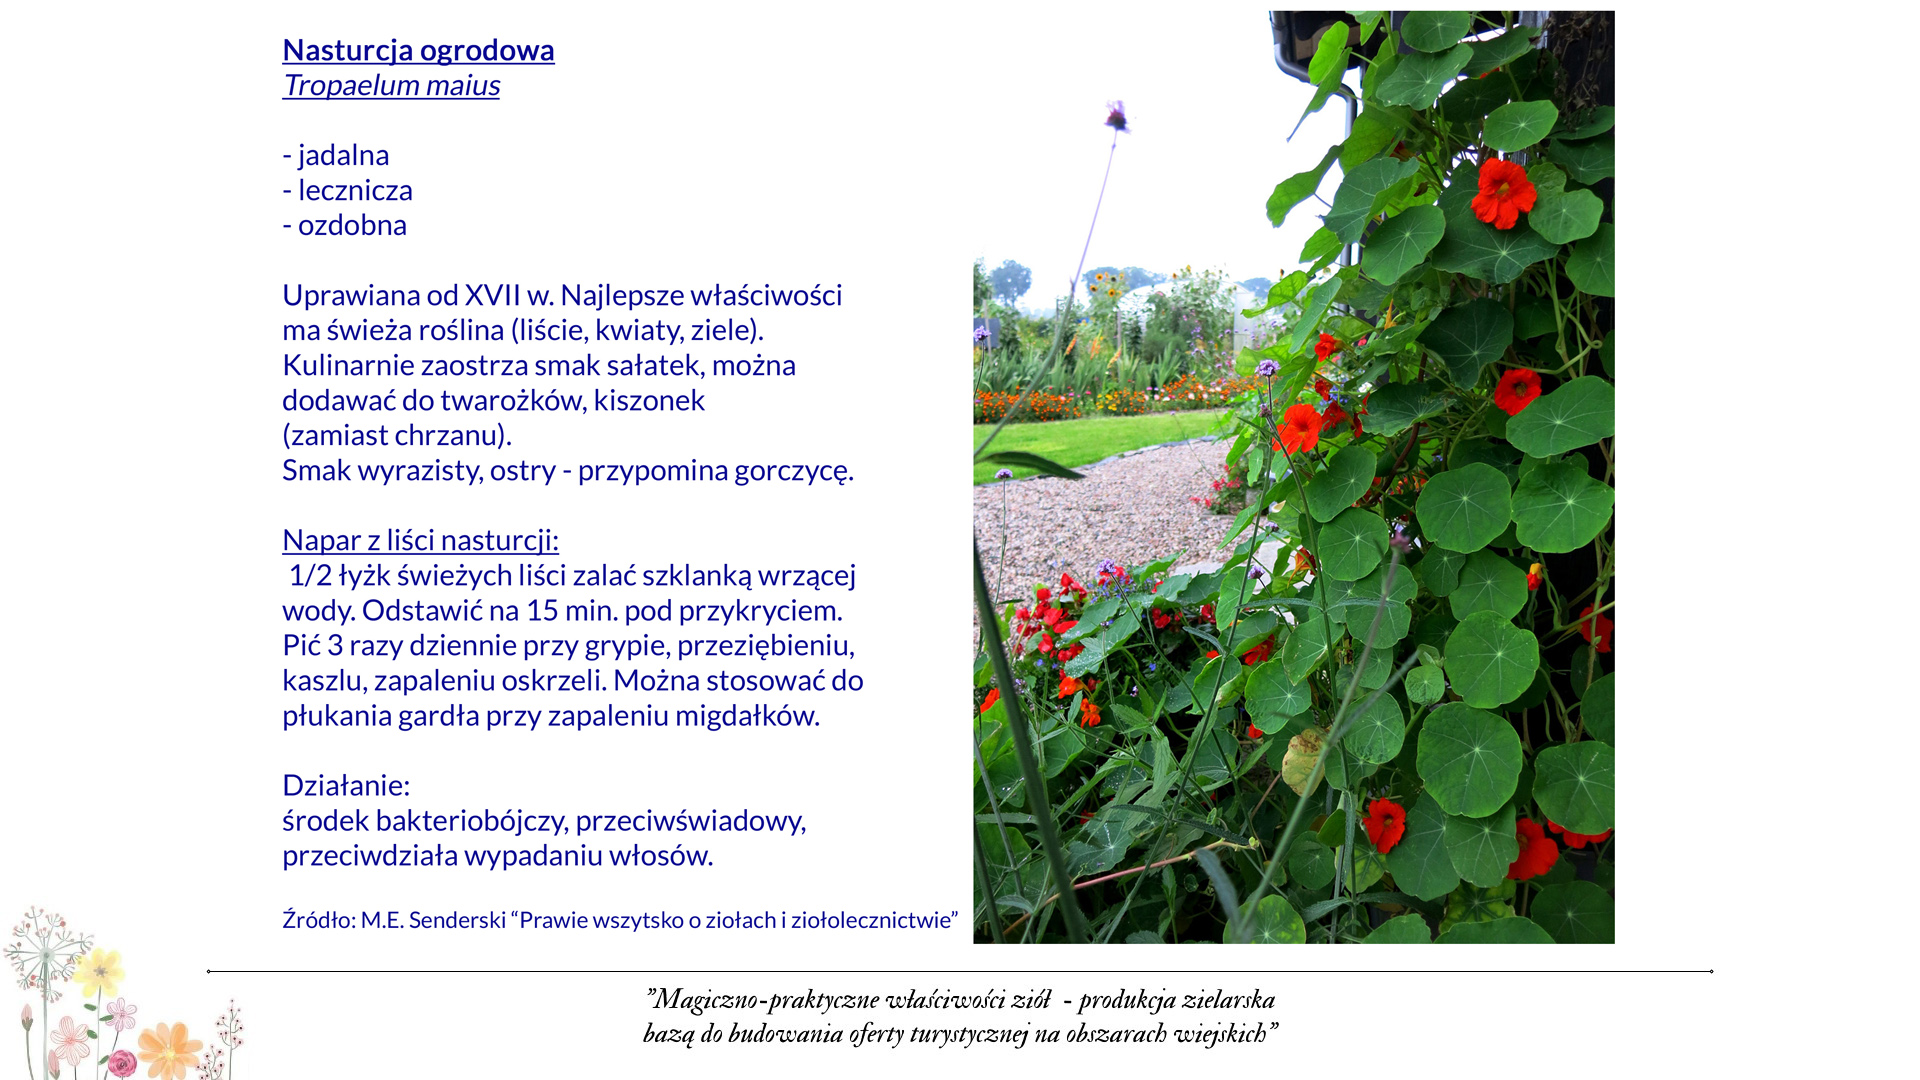 Nasturcja ogrodowa
Tropaelum maius
- jadalna
- lecznicza
- ozdobna
Uprawiana od XVII w. Najlepsze właściwości
ma świeża roślina (liście, kwiaty, ziele).
Kulinarnie zaostrza smak sałatek, można
dodawać do twarożków, kiszonek
(zamiast chrzanu).
Smak wyrazisty, ostry - przypomina gorczycę.
Napar z liści nasturcji:
1/2 łyżk świeżych liści zalać szklanką wrzącej
wody. Odstawić na 15 min. pod przykryciem.
Pić 3 razy dziennie przy grypie, przeziębieniu,
kaszlu, zapaleniu oskrzeli. Można stosować do
płukania gardła przy zapaleniu migdałków.
Działanie:
środek bakteriobójczy, przeciwświadowy,
przeciwdziała wypadaniu włosów.
Źródło: M.E. Senderski “Prawie wszytsko o ziołach i ziołolecznictwie”
”Magiczno-praktyczne właściwości ziół - produkcja zielarska
bazą do budowania oferty turystycznej na obszarach wiejskich”